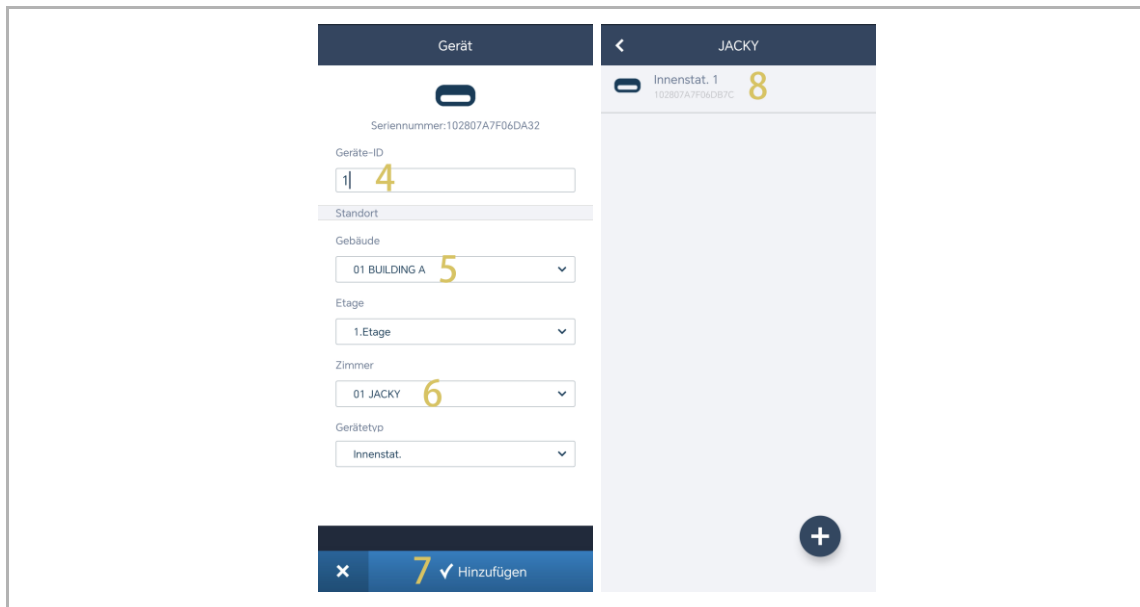 Gerät
Seriennummer:102807A7F06DA32
Geräte-ID
1 4
Standort
Gebäude
01 BUILDING A 5
Etage
1.Etage
Zimmer
01 JACKY 6
Gerätetyp
Innenstat.
7 Hinzufügen
JACKY
Innenstat. 1 8
102807A7F06DB7C